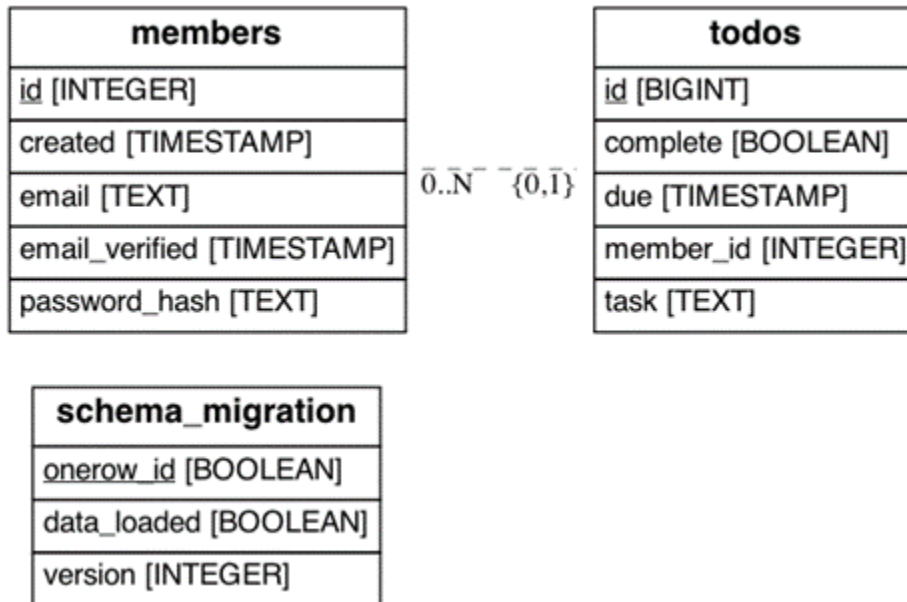 members
id [INTEGER]
created [TIMESTAMP]
email [TEXT]
email_verified [TIMESTAMP]
password_hash [TEXT]
0..N {0,1}
todos
id [BIGINT]
complete [BOOLEAN]
due [TIMESTAMP]
member_id [INTEGER]
task [TEXT]
schema_migration
onerow_id [BOOLEAN]
data_loaded [BOOLEAN]
version [INTEGER]